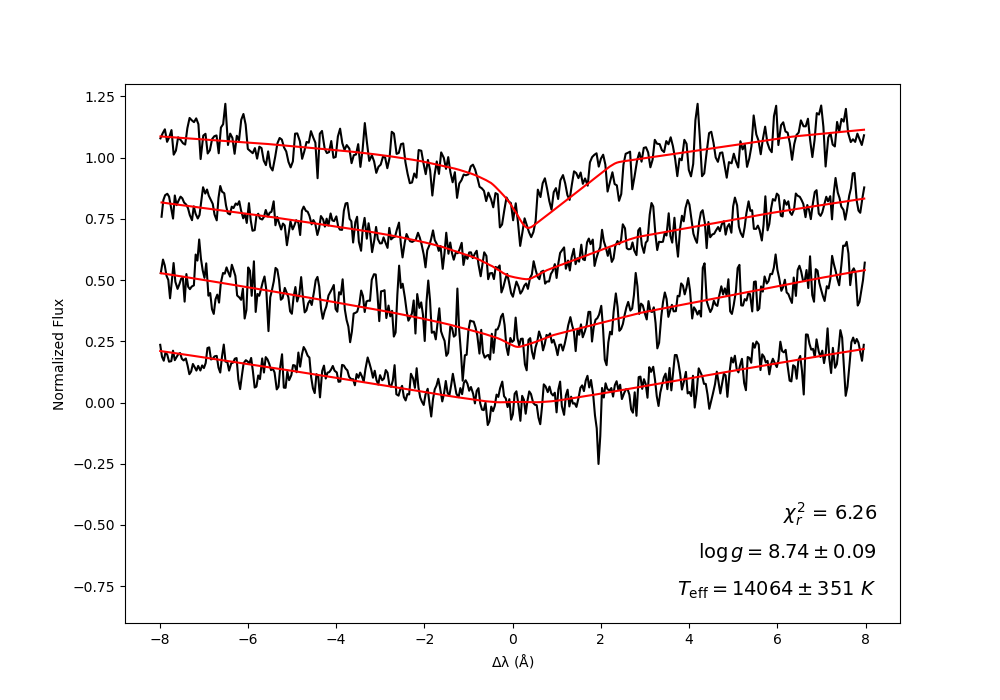 1.25
1.00
0.75
0.50
0.25
0.00
−0.25
−0.50
−0.75
Normalized Flux
χ²ᵣ = 6.26
log g = 8.74 ± 0.09
T_eff = 14064 ± 351 K
−8 −6 −4 −2 0 2 4 6 8
Δλ (Å)